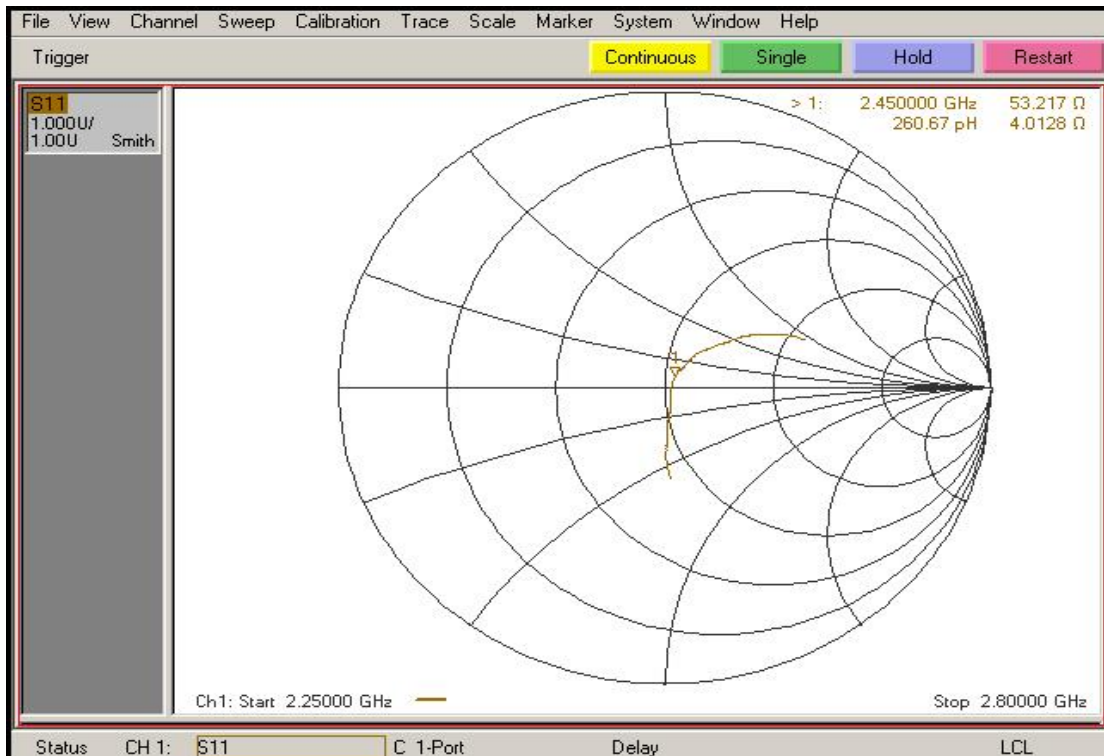 File View Channel Sweep Calibration Trace Scale Marker System Window Help
Trigger Continuous Single Hold Restart
S11
1.000U/
1.00U Smith
> 1: 2.450000 GHz 53.217 Ω
260.67 pH 4.0128 Ω
1
Ch1: Start 2.25000 GHz Stop 2.80000 GHz
Status CH 1: S11 C 1-Port Delay LCL